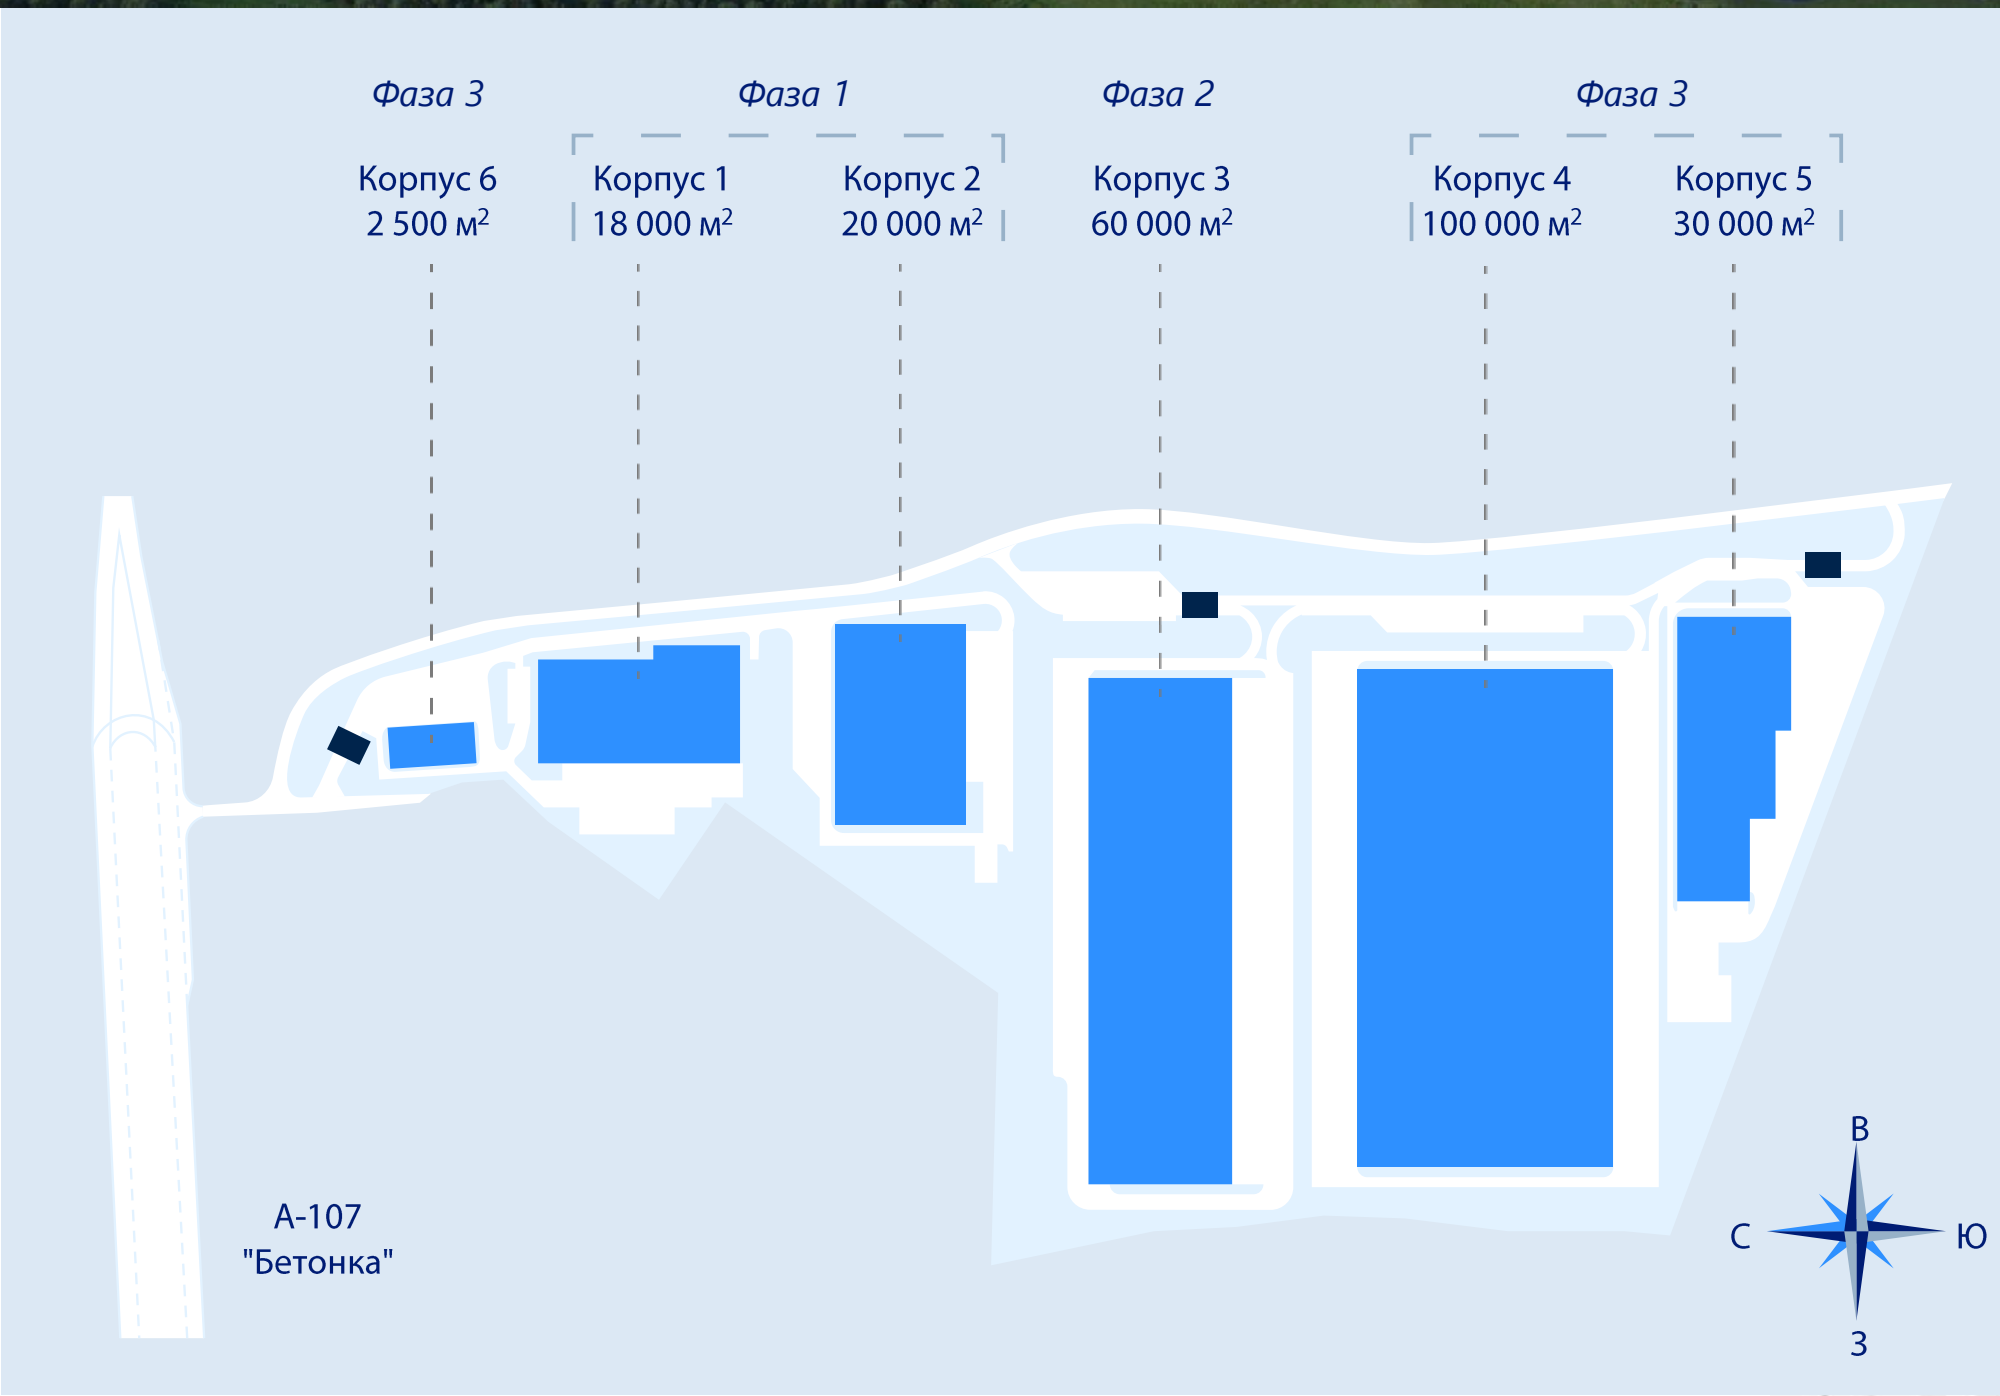 Фаза 3
Фаза 1
Фаза 2
Фаза 3
Корпус 6
2 500 м²
Корпус 1
18 000 м²
Корпус 2
20 000 м²
Корпус 3
60 000 м²
Корпус 4
100 000 м²
Корпус 5
30 000 м²
А-107
"Бетонка"
В
С
Ю
З